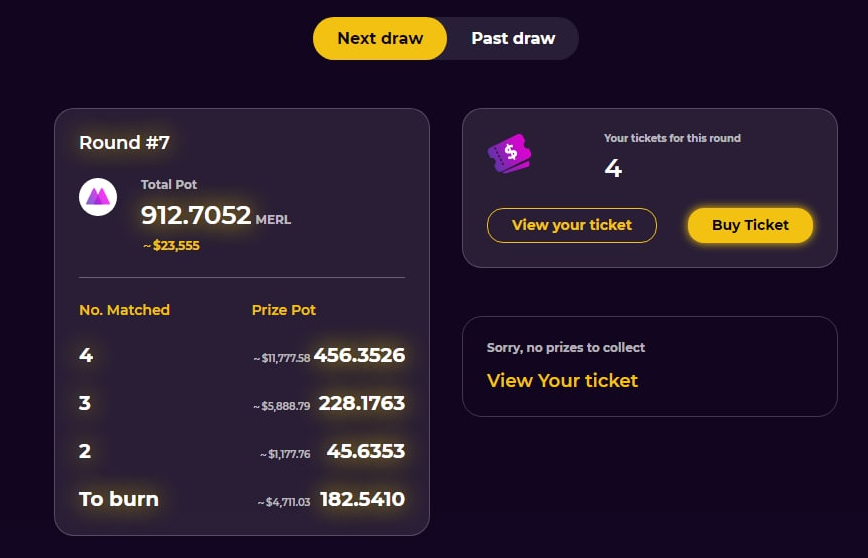 Next draw
Past draw
Round #7
Total Pot
912.7052 MERL
~$23,555
No. Matched Prize Pot
4 ~$11,777.58 456.3526
3 ~$5,888.79 228.1763
2 ~$1,177.76 45.6353
To burn ~$4,711.03 182.5410
$
Your tickets for this round
4
View your ticket
Buy Ticket
Sorry, no prizes to collect
View Your ticket